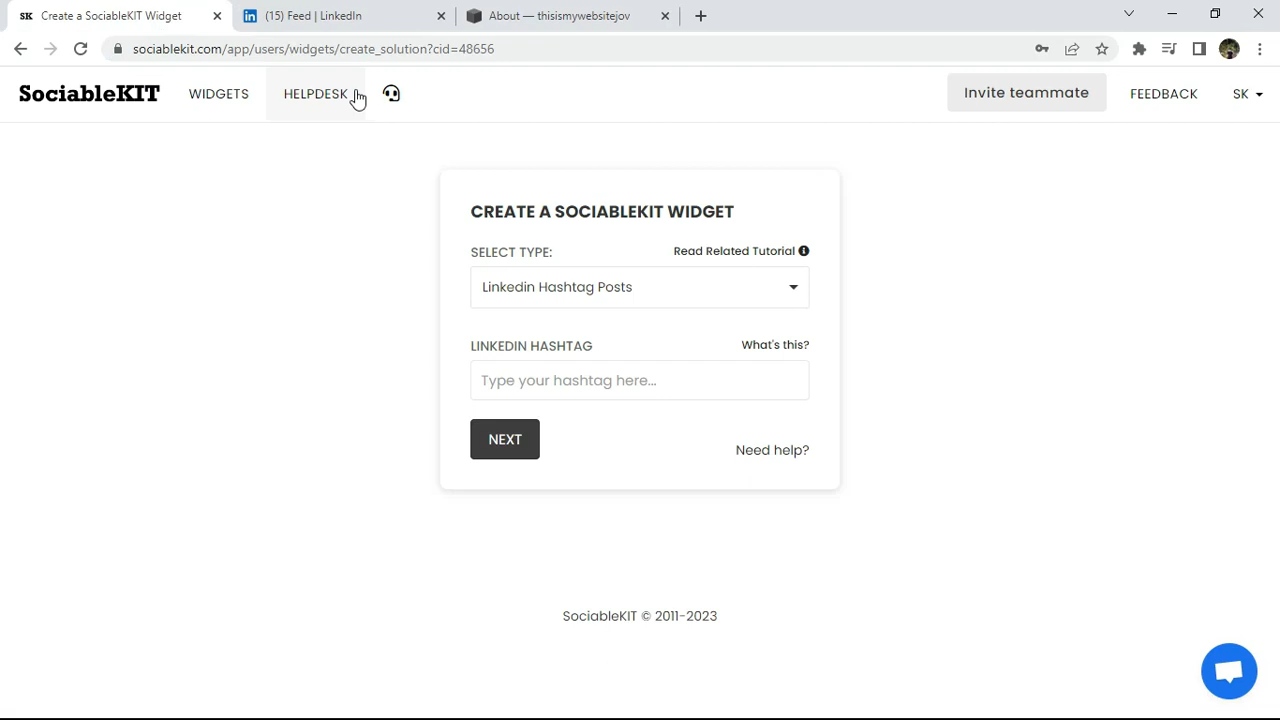 SK Create a SociableKIT Widget
(15) Feed | LinkedIn
About — thisismywebsitejov
sociablekit.com/app/users/widgets/create_solution?cid=48656
SociableKIT
WIDGETS
HELPDESK
Invite teammate
FEEDBACK
SK
CREATE A SOCIABLEKIT WIDGET
SELECT TYPE:
Read Related Tutorial
Linkedin Hashtag Posts
LINKEDIN HASHTAG
What's this?
Type your hashtag here...
NEXT
Need help?
SociableKIT © 2011-2023